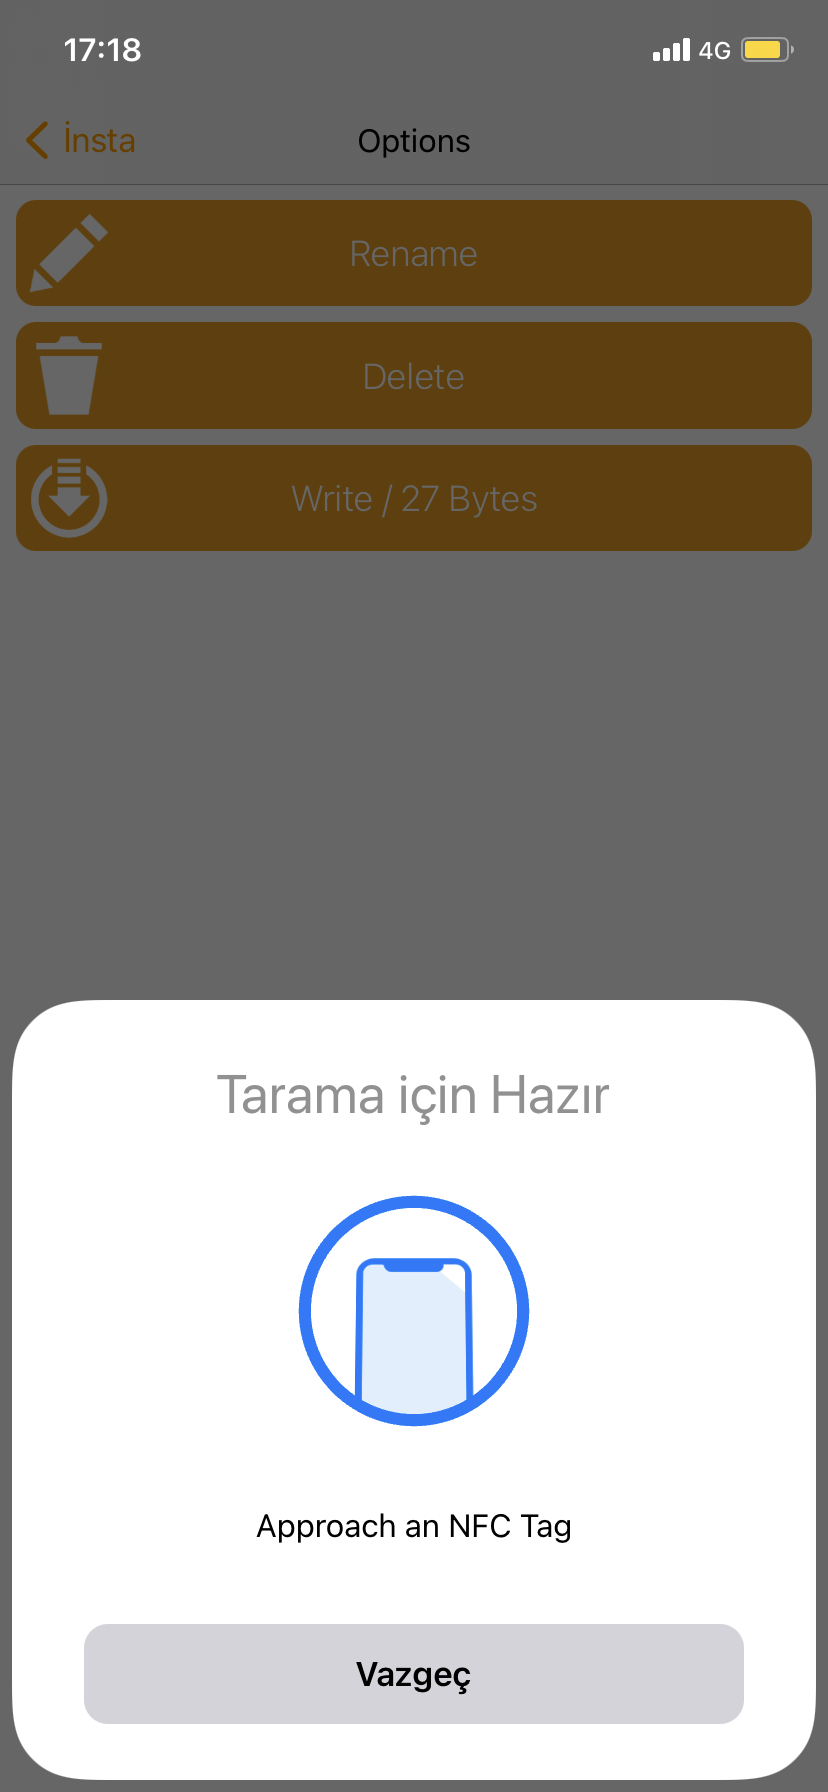 17:18
4G
İnsta
Options
Rename
Delete
Write / 27 Bytes
Tarama için Hazır
Approach an NFC Tag
Vazgeç